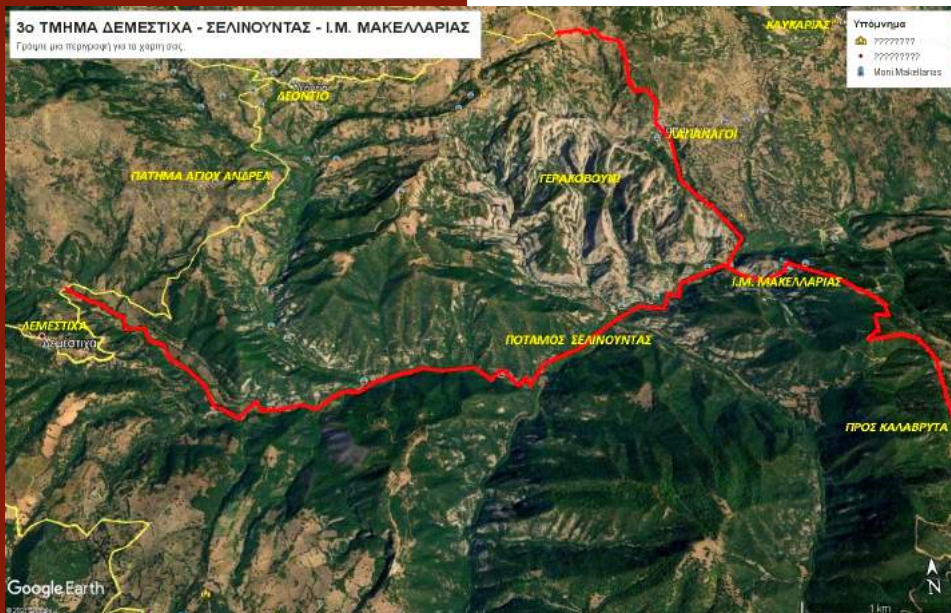 3ο ΤΜΗΜΑ ΔΕΜΕΣΤΙΧΑ - ΣΕΛΙΝΟΥΝΤΑΣ - Ι.Μ. ΜΑΚΕΛΛΑΡΙΑΣ
Γράψτε μια περιγραφή για το χάρτη σας.
Υπόμνημα
????????
?????????
Moni Makellarias
ΛΕΟΝΤΙΟ
ΠΑΤΗΜΑ ΑΓΙΟΥ ΑΝΔΡΕΑ
ΓΕΡΑΚΟΒΟΥΝΙ
Ι.Μ. ΜΑΚΕΛΛΑΡΙΑΣ
ΔΕΜΕΣΤΙΧΑ
Δεμέστιχα
ΠΟΤΑΜΟΣ ΣΕΛΙΝΟΥΝΤΑΣ
ΠΡΟΣ ΚΑΛΑΒΡΥΤΑ
Google Earth
N
1 km